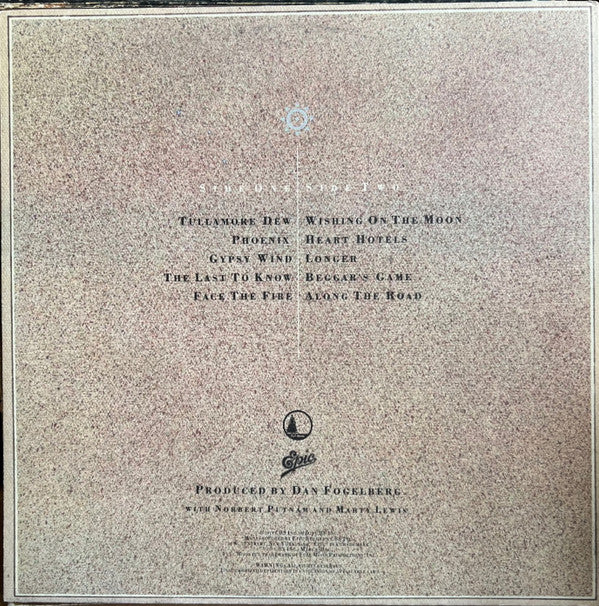 Side One
Tullamore Dew
Phoenix
Gypsy Wind
The Last To Know
Face The Fire
Side Two
Wishing On The Moon
Heart Hotels
Longer
Beggar's Game
Along The Road
Epic
Produced by Dan Fogelberg
with Norbert Putnam and Marty Lewis